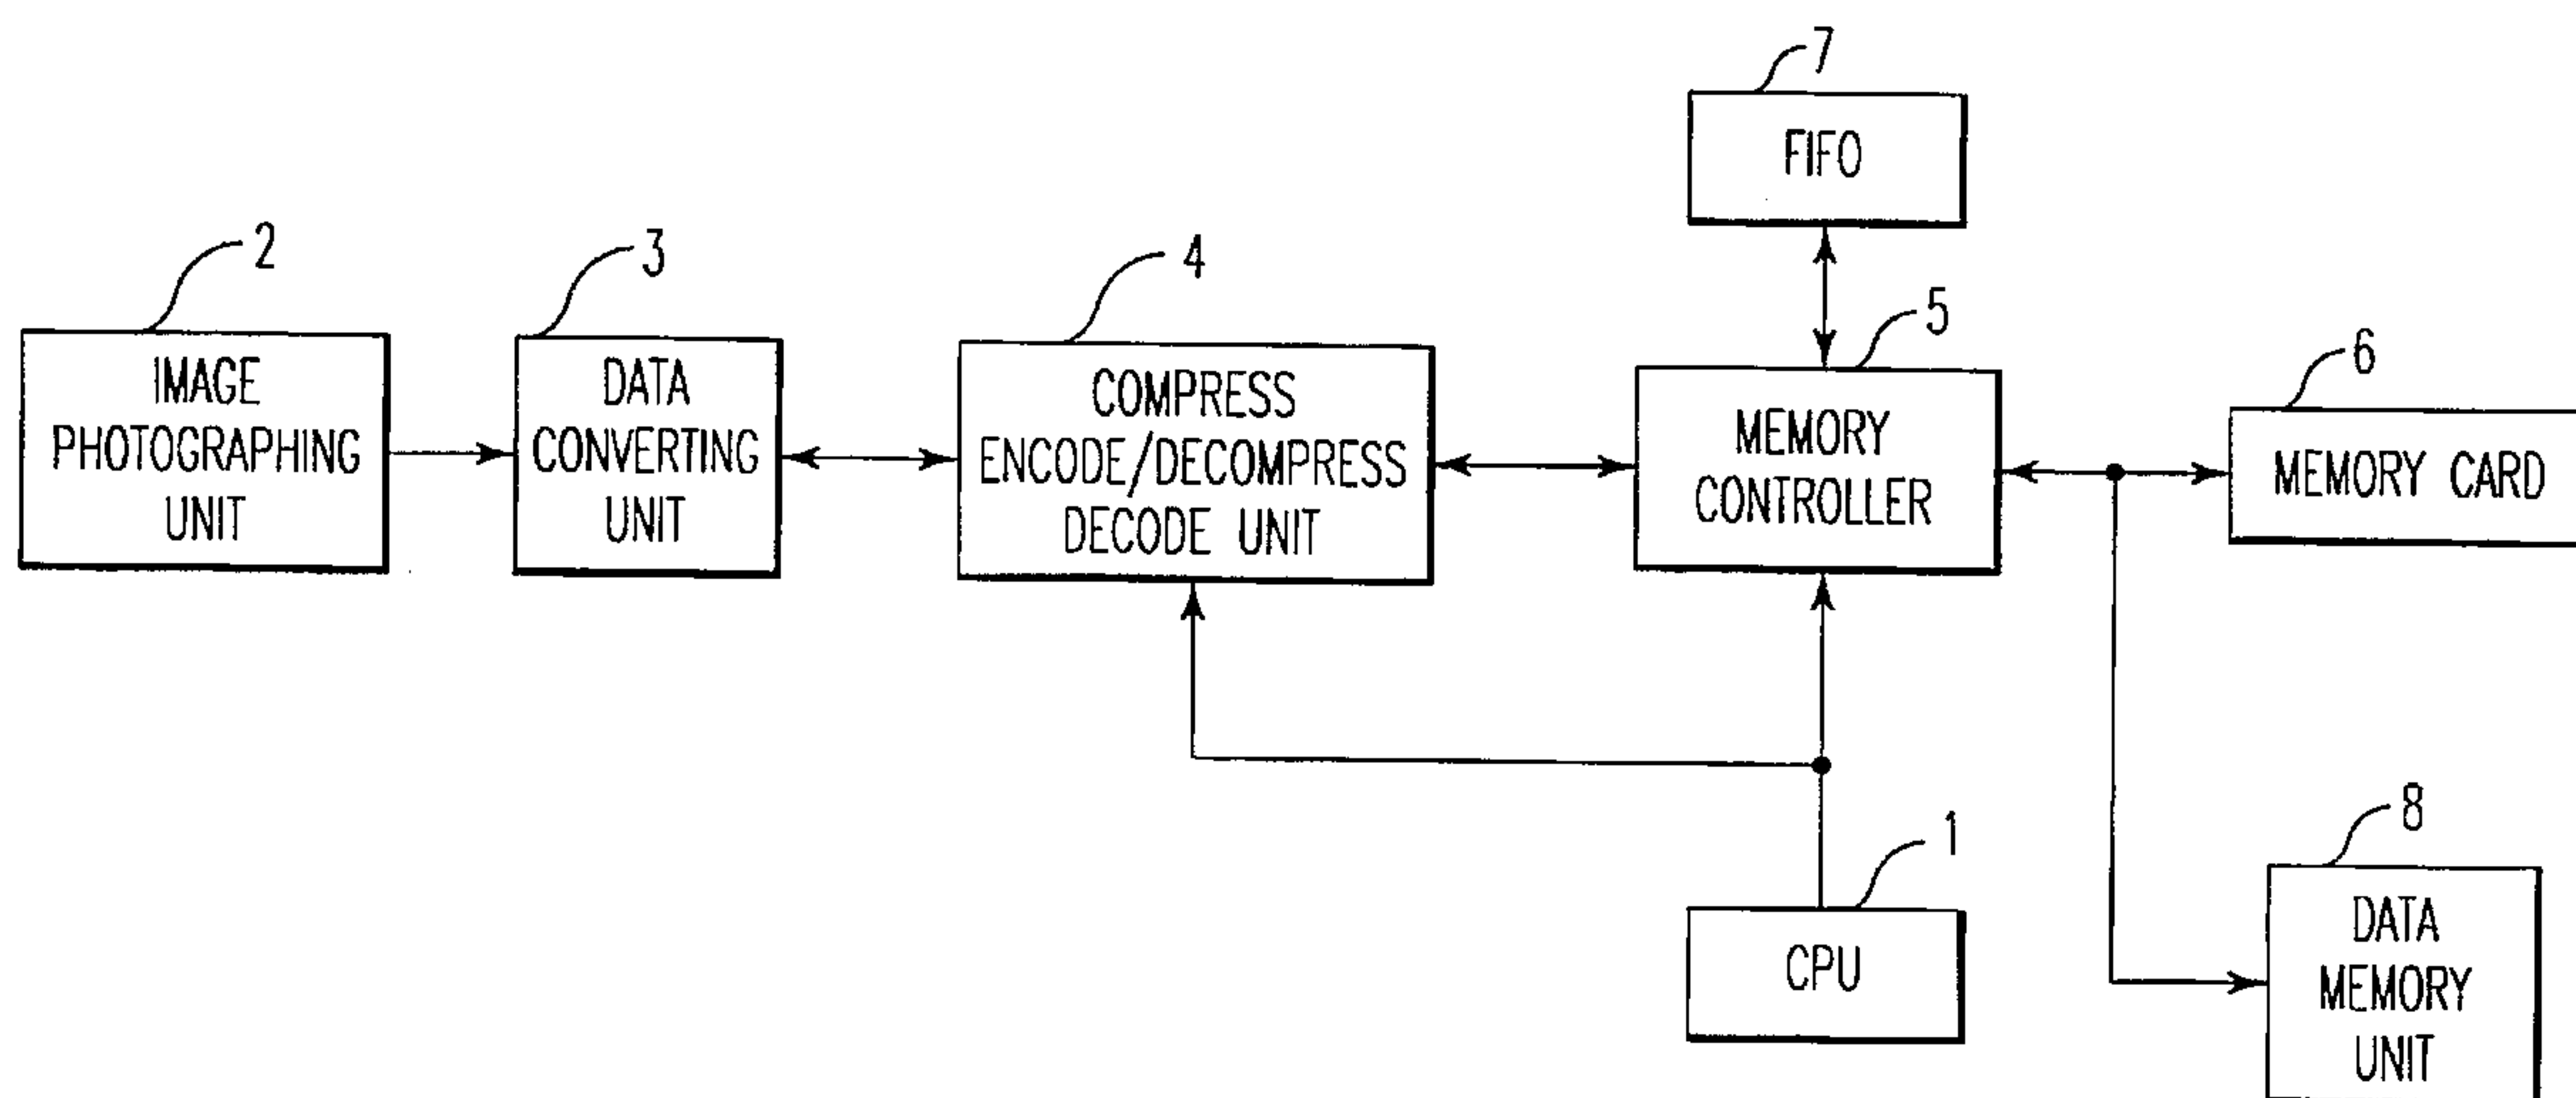 7
FIFO
2
IMAGE
PHOTOGRAPHING
UNIT
3
DATA
CONVERTING
UNIT
4
COMPRESS
ENCODE/DECOMPRESS
DECODE UNIT
5
MEMORY
CONTROLLER
6
MEMORY CARD
1
CPU
8
DATA
MEMORY
UNIT